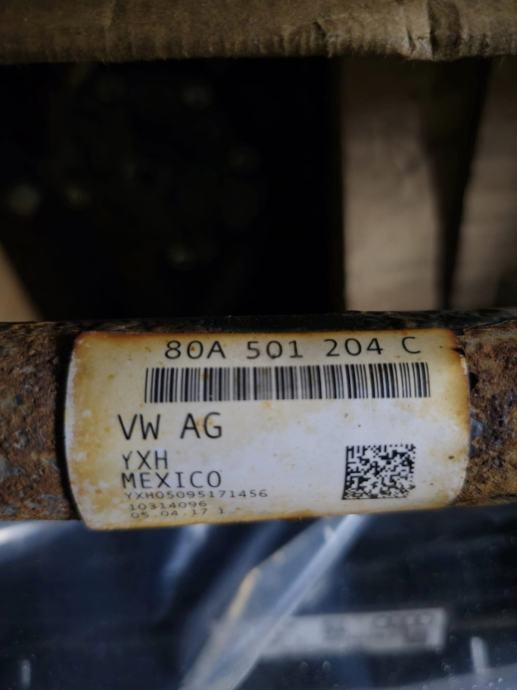 80A 501 204 C
VW AG
YXH
MEXICO
YXH05095171456
10314096
05.04.17 1